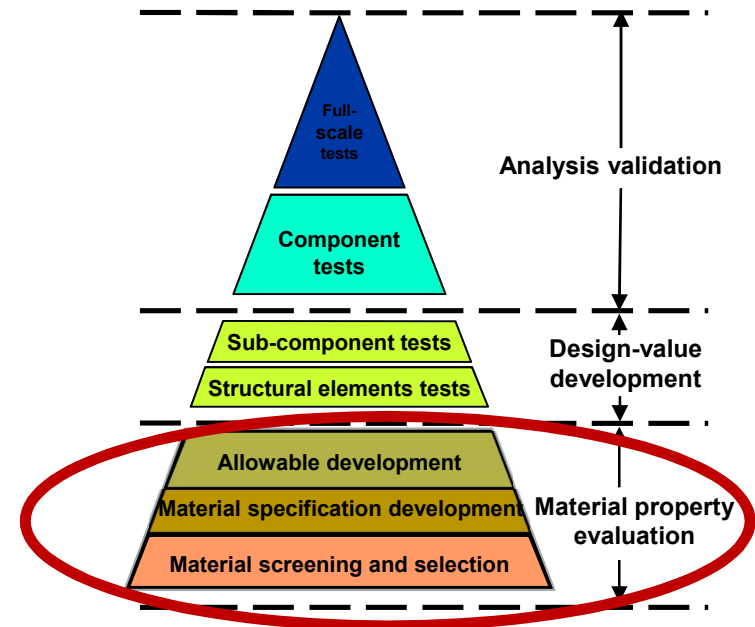 Full-
scale
tests
Analysis validation
Component
tests
Sub-component tests
Design-value
development
Structural elements tests
Allowable development
Material specification development
Material property
evaluation
Material screening and selection